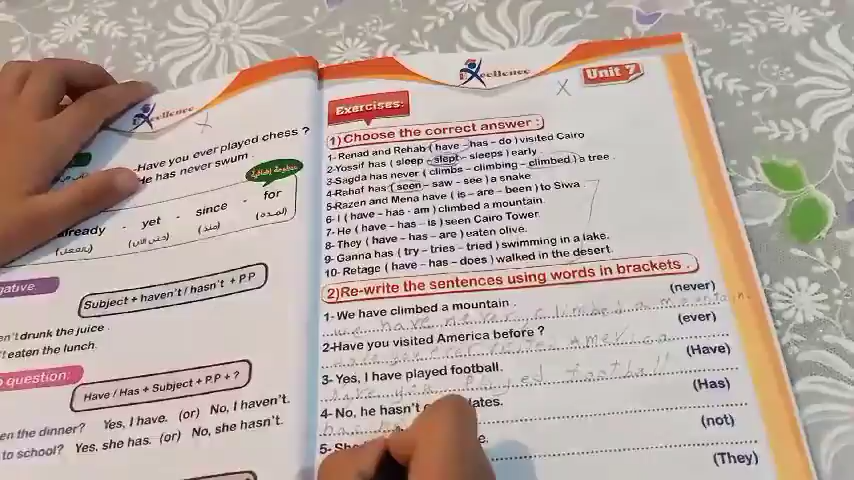 Excellence
-Have you ever played chess ?
He has never swum .
already - yet - since - for
(حتى الآن) (منذ) (لمدة)
Subject + haven't / hasn't + P.P
en't drunk the juice .
't eaten the lunch.
question:
Have / Has + Subject + P.P + ?
en the dinner? Yes, I have. (or) No, I haven't.
to school? Yes, she has. (or) No, she hasn't.
Excellence
Unit 7
Exercises:
1) Choose the correct answer :
1- Renad and Rehab ( have – has – do ) visited Cairo
2-Yossif has ( sleep – slept – sleeps ) early .
3-Sagda has never ( climbs – climbing – climbed ) a tree .
4-Rahaf has ( seen – saw – see ) a snake
5-Razen and Mena have ( is – are – been ) to Siwa
6- I ( have – has - am ) climbed a mountain.
7- He ( have – has – is ) seen Cairo Tower
8- They ( have – has – are ) eaten olive.
9- Ganna has ( try – tries – tried ) swimming in a lake.
10- Retage ( have – has – does ) walked in the desert.
2)Re-write the sentences using words in brackets .
1- We have climbed a mountain . (never)
we have never climbed a mountain.
2-Have you visited America before ? (ever)
have you ever visited America
3- Yes, I have played football. (Have)
have you played football
4- No, he hasn't (Has)
5- She (not)
(They)